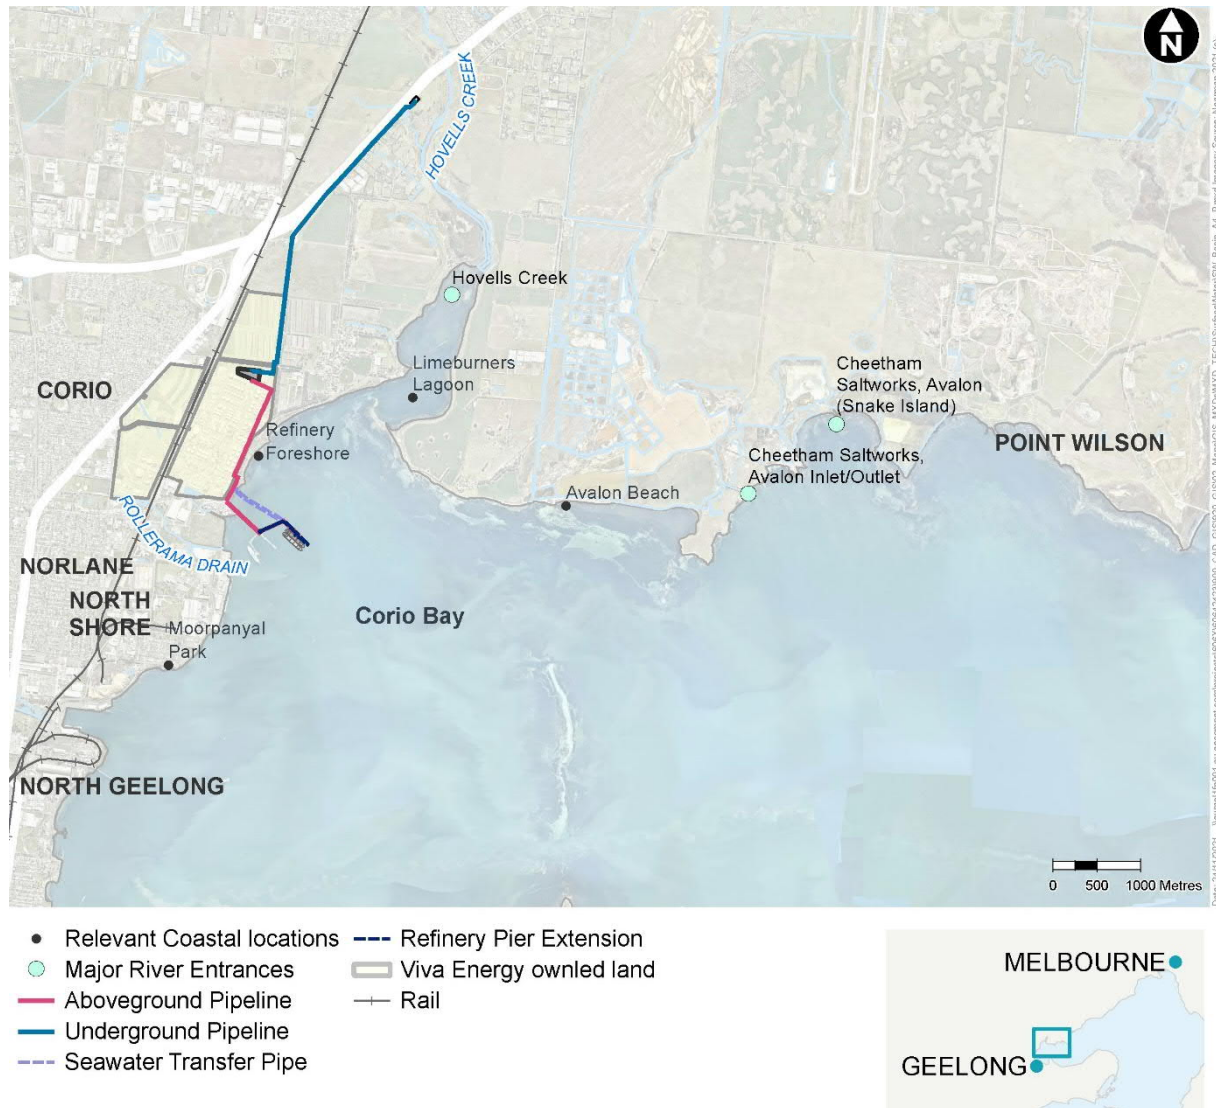 N
HOVELLS CREEK
Hovells Creek
Limeburners
Lagoon
CORIO
Refinery
Foreshore
Cheetham
Saltworks, Avalon
(Snake Island)
POINT WILSON
Cheetham Saltworks,
Avalon Inlet/Outlet
Avalon Beach
ROLLERAMA DRAIN
NORLANE
NORTH
SHORE
Moorpanyal
Park
Corio Bay
NORTH GEELONG
0 500 1000 Metres
Relevant Coastal locations
Major River Entrances
Aboveground Pipeline
Underground Pipeline
Seawater Transfer Pipe
Refinery Pier Extension
Viva Energy ownled land
Rail
MELBOURNE
GEELONG